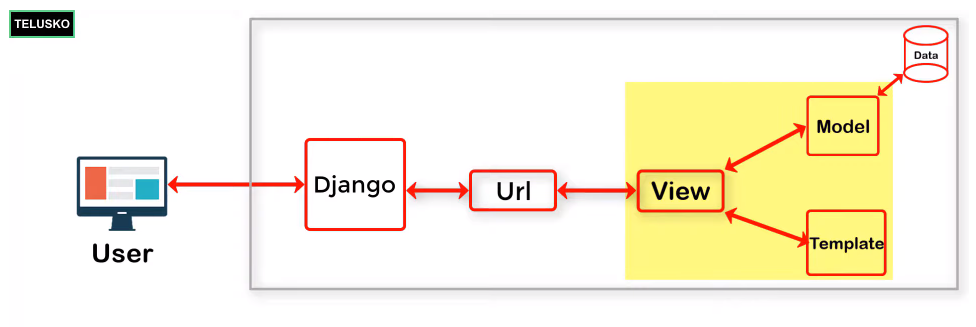 TELUSKO
Data
Model
Django
Url
View
User
Template